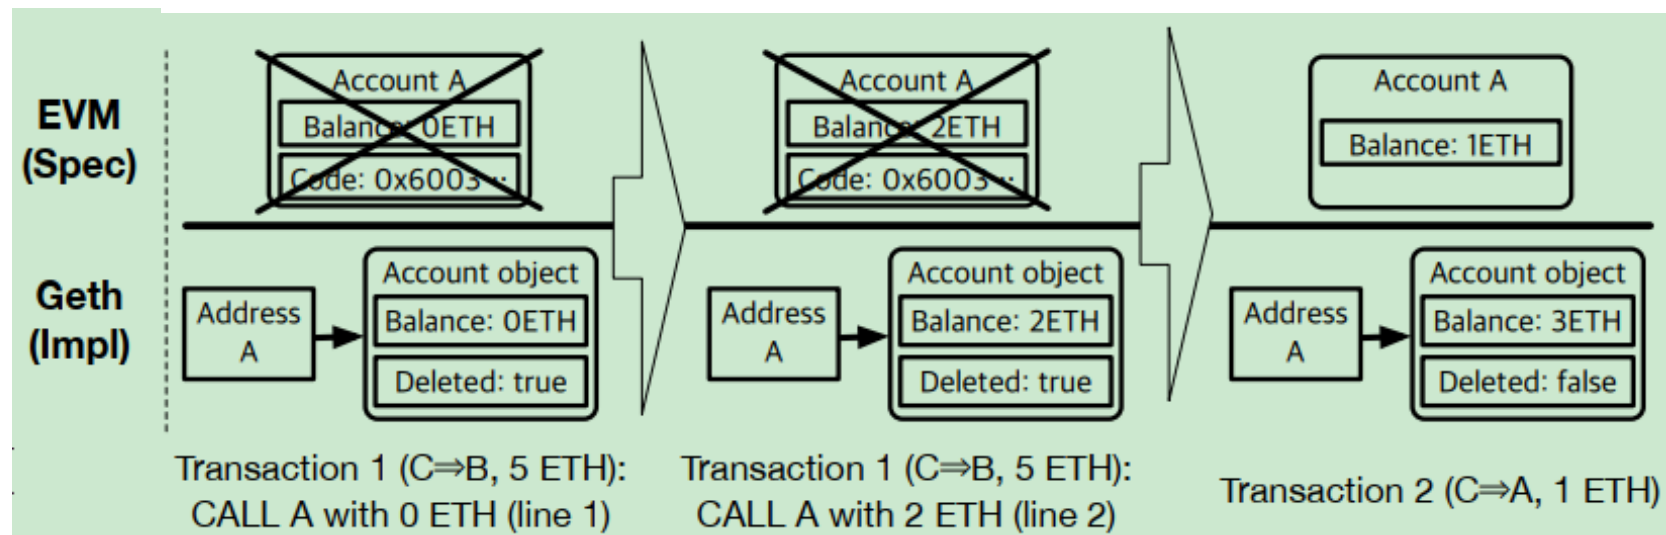 EVM
(Spec)
Account A
Balance: 0ETH
Code: 0x6003...
Account A
Balance: 2ETH
Code: 0x6003...
Account A
Balance: 1ETH
Geth
(Impl)
Address
A
Account object
Balance: 0ETH
Deleted: true
Address
A
Account object
Balance: 2ETH
Deleted: true
Address
A
Account object
Balance: 3ETH
Deleted: false
Transaction 1 (C⇒B, 5 ETH):
CALL A with 0 ETH (line 1)
Transaction 1 (C⇒B, 5 ETH):
CALL A with 2 ETH (line 2)
Transaction 2 (C⇒A, 1 ETH)